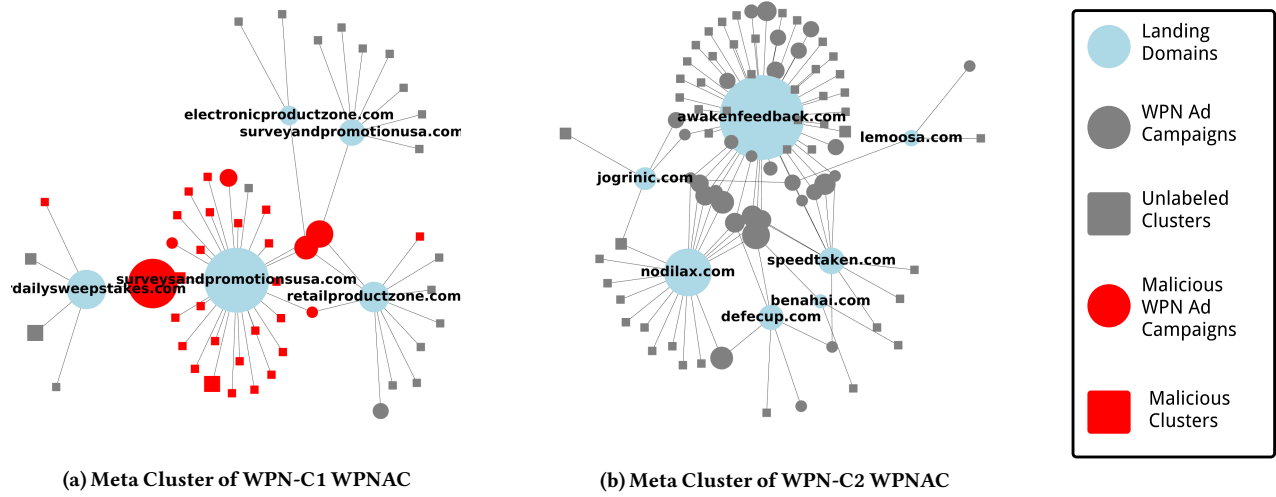 electronicproductzone.com
surveyandpromotionusa.com
surveysandpromotionsusa.com
dailysweepstakes.com
retailproductzone.com
(a) Meta Cluster of WPN-C1 WPNAC
awakenfeedback.com
lemoosa.com
jogrinic.com
nodilax.com
speedtaken.com
benahai.com
defecup.com
(b) Meta Cluster of WPN-C2 WPNAC
Landing
Domains
WPN Ad
Campaigns
Unlabeled
Clusters
Malicious
WPN Ad
Campaigns
Malicious
Clusters